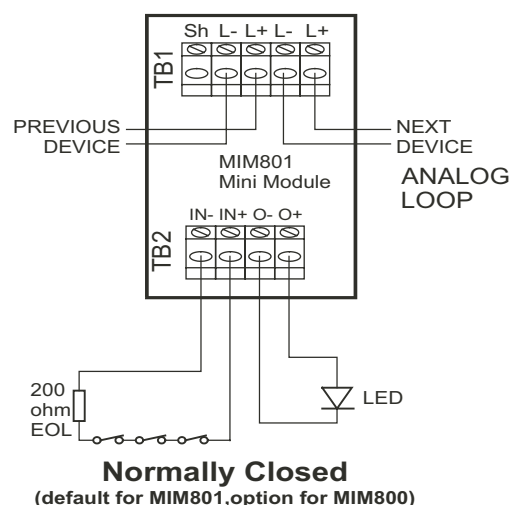 Sh L- L+ L- L+
TB1
PREVIOUS
DEVICE
NEXT
DEVICE
MIM801
Mini Module
ANALOG
LOOP
IN- IN+ O- O+
TB2
200
ohm
EOL
LED
Normally Closed
(default for MIM801,option for MIM800)